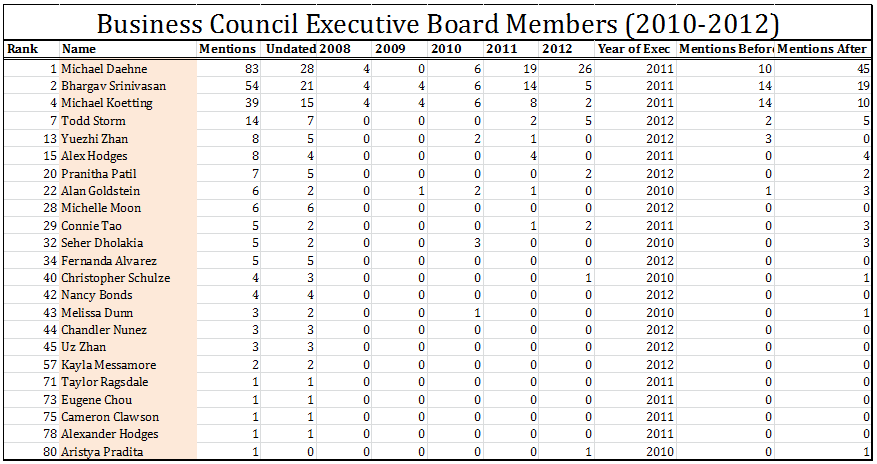 Business Council Executive Board Members (2010-2012)
Rank Name Mentions Undated 2008 2009 2010 2011 2012 Year of Exec Mentions Before Mentions After
1 Michael Daehne 83 28 4 0 6 19 26 2011 10 45
2 Bhargav Srinivasan 54 21 4 4 6 14 5 2011 14 19
4 Michael Koetting 39 15 4 4 6 8 2 2011 14 10
7 Todd Storm 14 7 0 0 0 2 5 2012 2 5
13 Yuezhi Zhan 8 5 0 0 2 1 0 2012 3 0
15 Alex Hodges 8 4 0 0 0 4 0 2011 0 4
20 Pranitha Patil 7 5 0 0 0 0 2 2012 0 2
22 Alan Goldstein 6 2 0 1 2 1 0 2010 1 3
28 Michelle Moon 6 6 0 0 0 0 0 2012 0 0
29 Connie Tao 5 2 0 0 0 1 2 2011 0 3
32 Seher Dholakia 5 2 0 0 3 0 0 2010 0 3
34 Fernanda Alvarez 5 5 0 0 0 0 0 2012 0 0
40 Christopher Schulze 4 3 0 0 0 0 1 2010 0 1
42 Nancy Bonds 4 4 0 0 0 0 0 2012 0 0
43 Melissa Dunn 3 2 0 0 1 0 0 2010 0 1
44 Chandler Nunez 3 3 0 0 0 0 0 2012 0 0
45 Uz Zhan 3 3 0 0 0 0 0 2012 0 0
57 Kayla Messamore 2 2 0 0 0 0 0 2012 0 0
71 Taylor Ragsdale 1 1 0 0 0 0 0 2011 0 0
73 Eugene Chou 1 1 0 0 0 0 0 2011 0 0
75 Cameron Clawson 1 1 0 0 0 0 0 2011 0 0
78 Alexander Hodges 1 1 0 0 0 0 0 2011 0 0
80 Aristya Pradita 1 0 0 0 0 0 1 2010 0 1